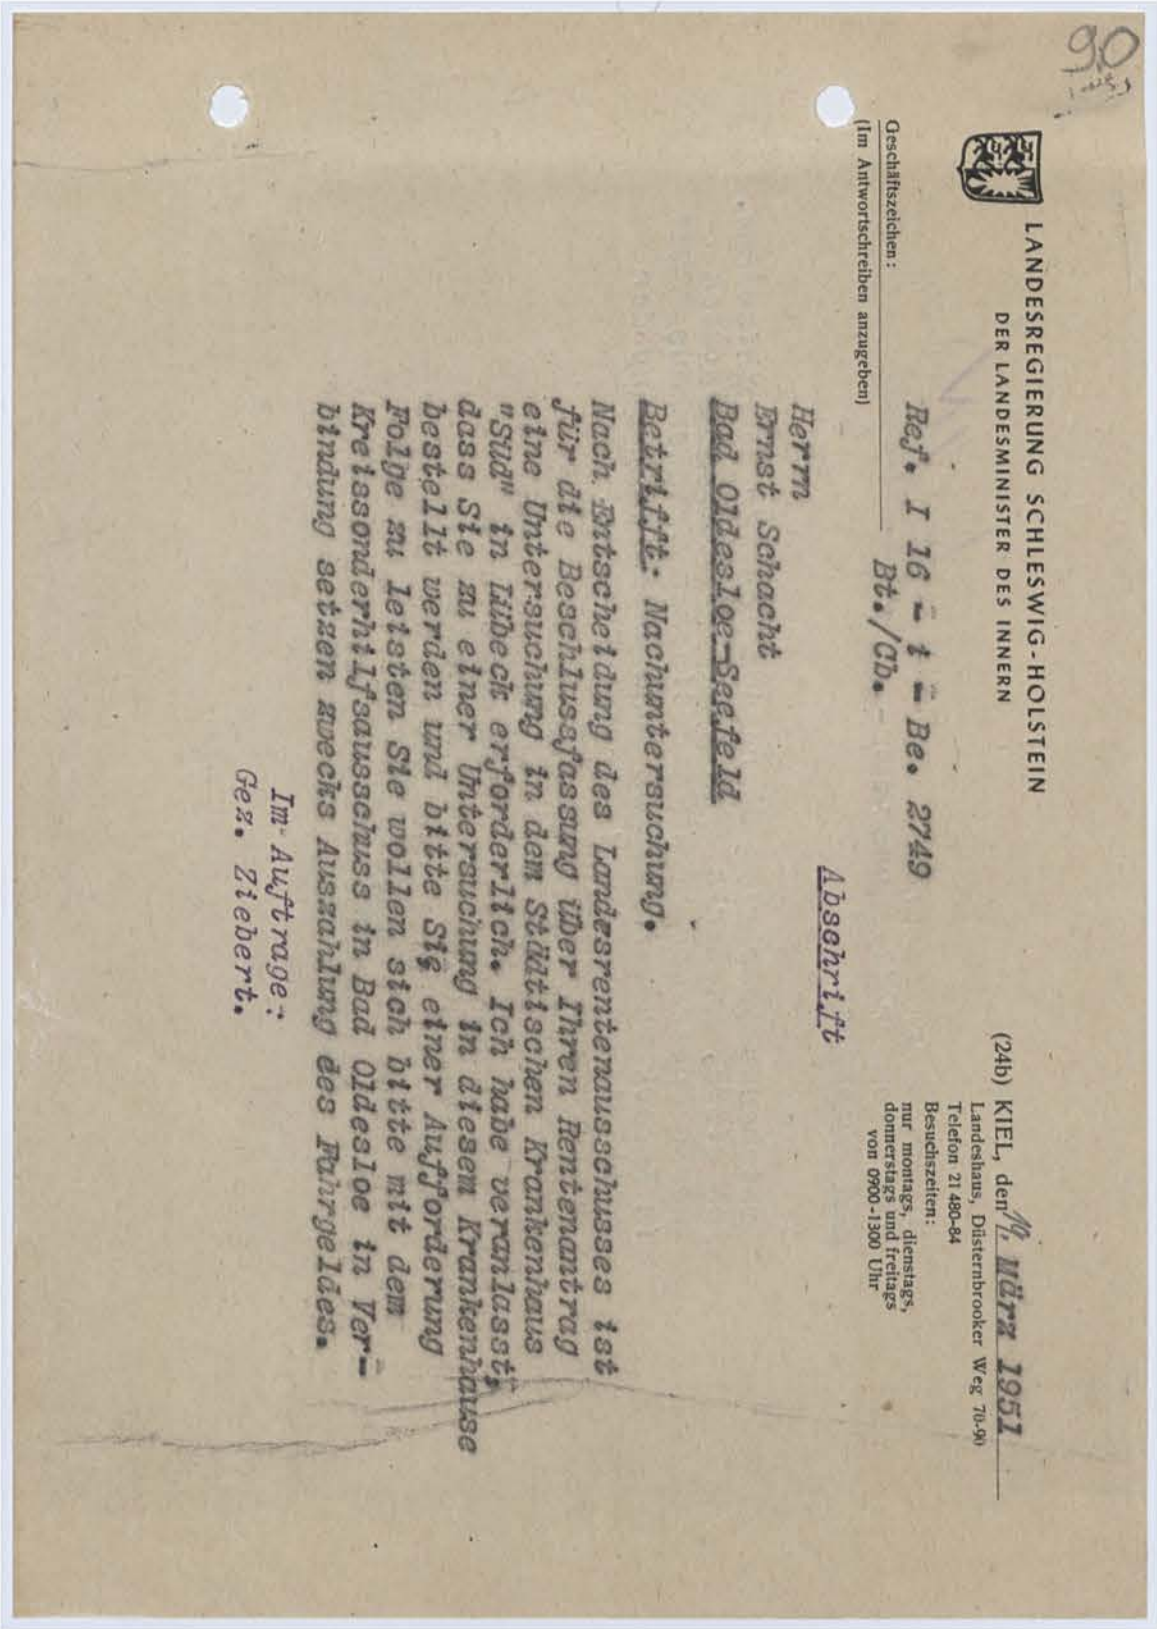 90
LANDESREGIERUNG SCHLESWIG-HOLSTEIN
DER LANDESMINISTER DES INNERN
(24b) KIEL, den 19. März 1951
Landeshaus, Düsternbrooker Weg 70-90
Telefon 21 480-84
Besuchszeiten:
nur montags, dienstags,
donnerstags und freitags
von 0900-1300 Uhr
Ref. I 16 - i - Be. 2749
Bt./Cb.
Geschäftszeichen:
(Im Antwortschreiben anzugeben)
Abschrift
Herrn
Ernst Schacht
Bad Oldesloe-Seefeld
Betrifft: Nachuntersuchung.
Nach Entscheidung des Landesrentenausschusses ist
für die Beschlussfassung über Ihren Rentenantrag
eine Untersuchung in dem Städtischen Krankenhaus
"Süd" in Lübeck erforderlich. Ich habe veranlasst,
dass Sie zu einer Untersuchung in diesem Krankenhause
bestellt werden und bitte Sie, einer Aufforderung
Folge zu leisten Sie wollen sich bitte mit dem
Kreissonderhilfsausschuss in Bad Oldesloe in Ver-
bindung setzen zwecks Auszahlung des Fahrgeldes.
Im Auftrage:
Gez. Ziebert.